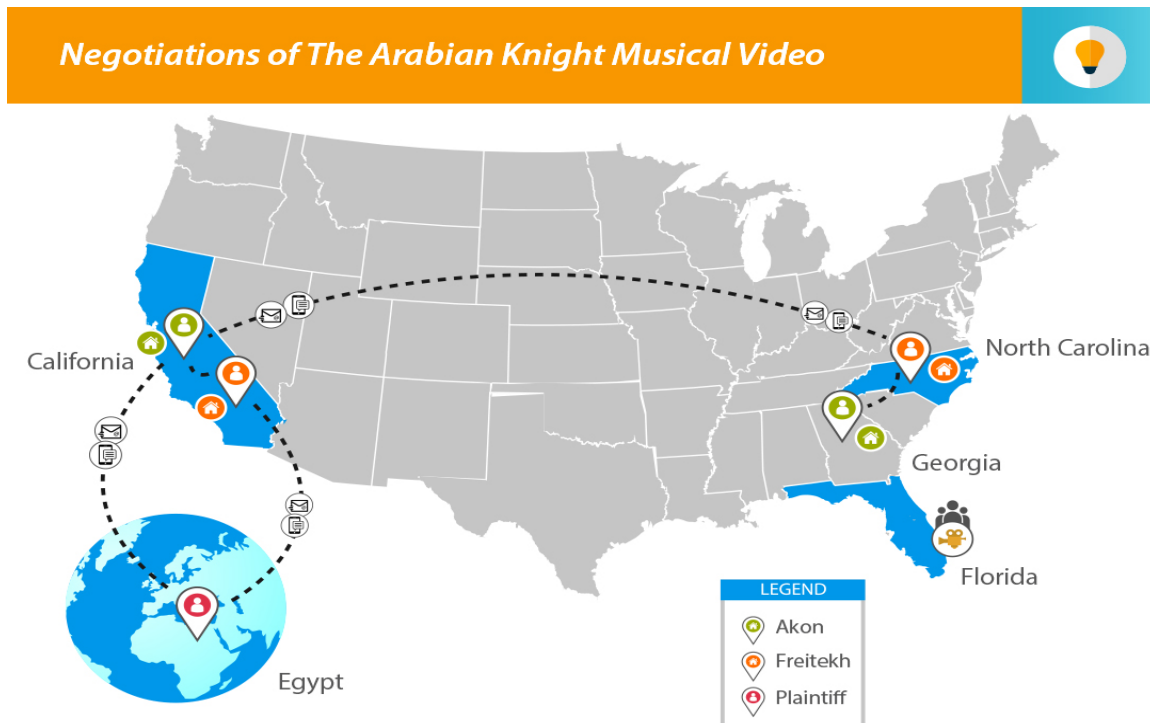 Negotiations of The Arabian Knight Musical Video
California
North Carolina
Georgia
Florida
Egypt
LEGEND
Akon
Freitekh
Plaintiff